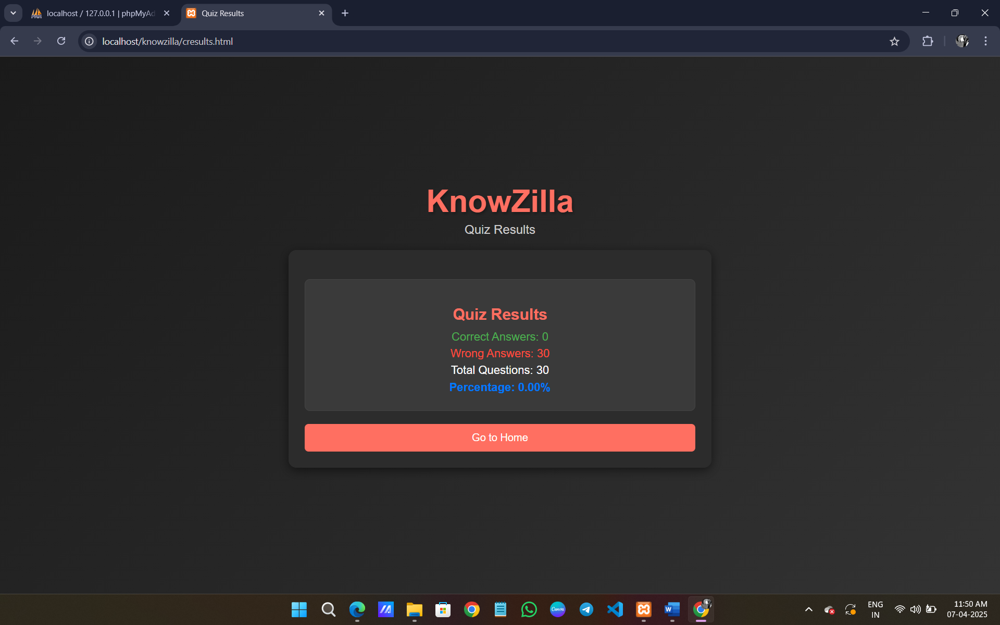 localhost / 127.0.0.1 | phpMyAd
Quiz Results
localhost/knowzilla/cresults.html
KnowZilla
Quiz Results
Quiz Results
Correct Answers: 0
Wrong Answers: 30
Total Questions: 30
Percentage: 0.00%
Go to Home
Canva
W
ENG
IN
11:50 AM
07-04-2025